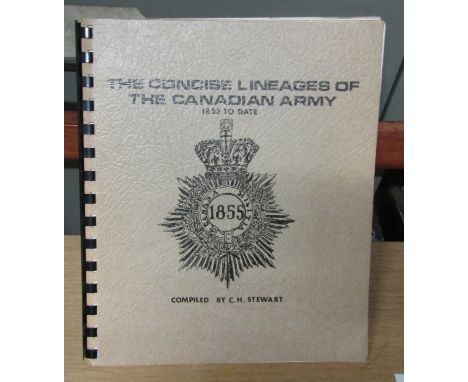 THE CONCISE LINEAGES OF
THE CANADIAN ARMY
1855 TO DATE
1855
COMPILED BY C. H. STEWART